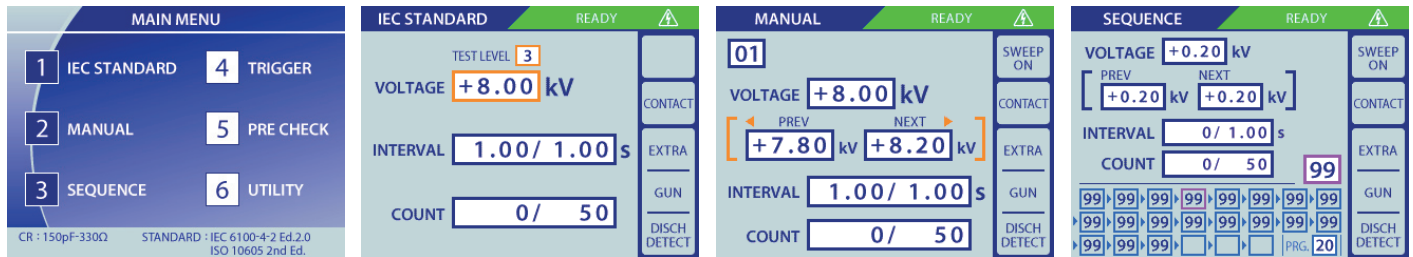 MAIN MENU
1 IEC STANDARD 4 TRIGGER
2 MANUAL 5 PRE CHECK
3 SEQUENCE 6 UTILITY
CR : 150pF-330Ω STANDARD : IEC 6100-4-2 Ed.2.0
ISO 10605 2nd Ed.
IEC STANDARD READY
TEST LEVEL 3
VOLTAGE +8.00 kV
CONTACT
INTERVAL 1.00/ 1.00 s
EXTRA
GUN
COUNT 0/ 50
DISCH
DETECT
MANUAL READY
01
SWEEP
ON
VOLTAGE +8.00 kV
CONTACT
PREV NEXT
+7.80 kV +8.20 kV
EXTRA
INTERVAL 1.00/ 1.00 s
GUN
COUNT 0/ 50
DISCH
DETECT
SEQUENCE READY
VOLTAGE +0.20 kV
SWEEP
ON
PREV NEXT
+0.20 kV +0.20 kV
CONTACT
INTERVAL 0/ 1.00 s
EXTRA
COUNT 0/ 50
99
GUN
99 99 99 99 99 99 99 99
99 99 99 99 99 99 99 99
99 99 99 PRG. 20
DISCH
DETECT